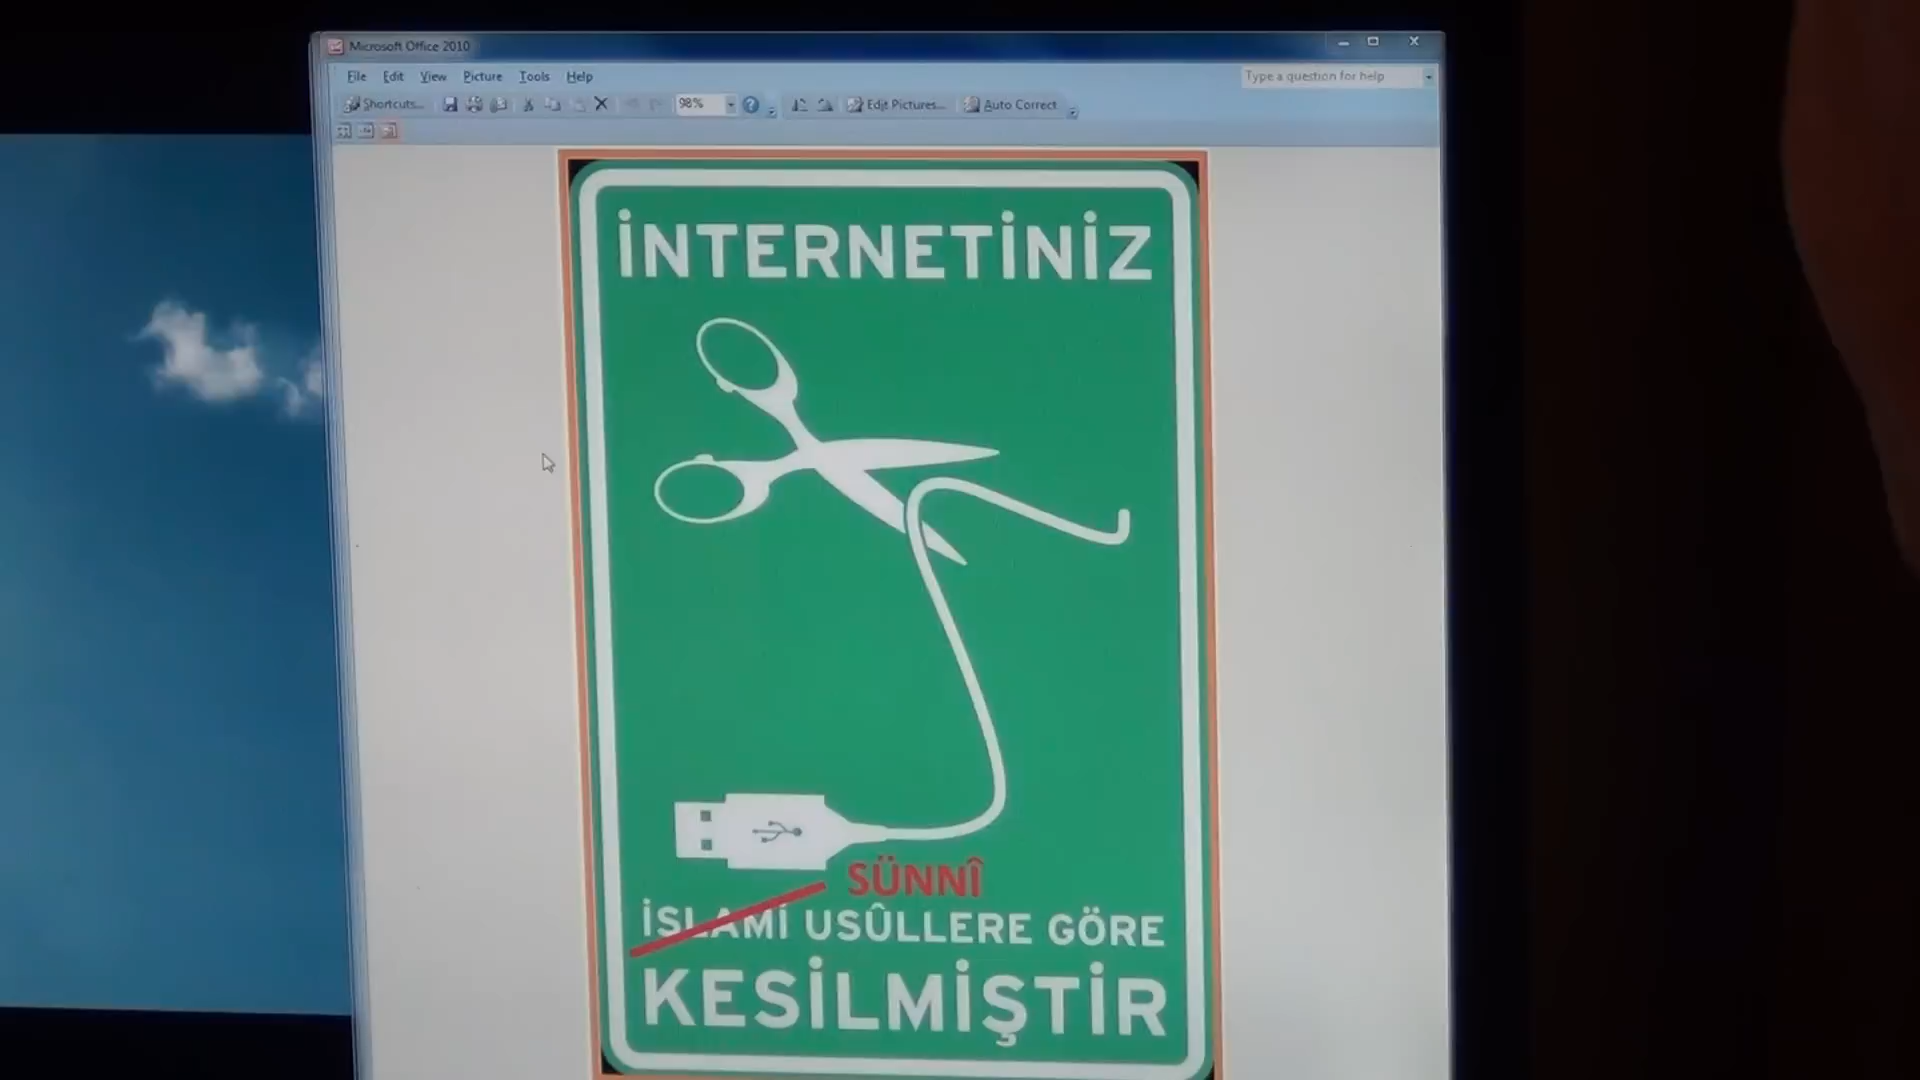 Microsoft Office 2010
File Edit View Picture Tools Help
Type a question for help
Shortcuts...
98%
Edit Pictures...
Auto Correct
İNTERNETİNİZ
SÜNNÎ
İSLAMİ USÛLLERE GÖRE
KESİLMİŞTİR